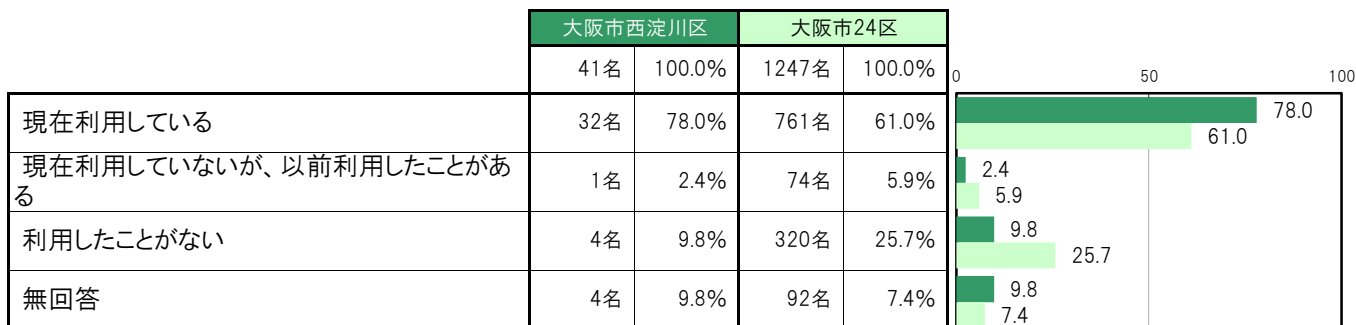 大阪市西淀川区 大阪市24区
41名 100.0% 1247名 100.0%
0 50 100
現在利用している 32名 78.0% 761名 61.0%
78.0
61.0
現在利用していないが、以前利用したことがあ
る
1名 2.4% 74名 5.9%
2.4
5.9
利用したことがない 4名 9.8% 320名 25.7%
9.8
25.7
無回答 4名 9.8% 92名 7.4%
9.8
7.4